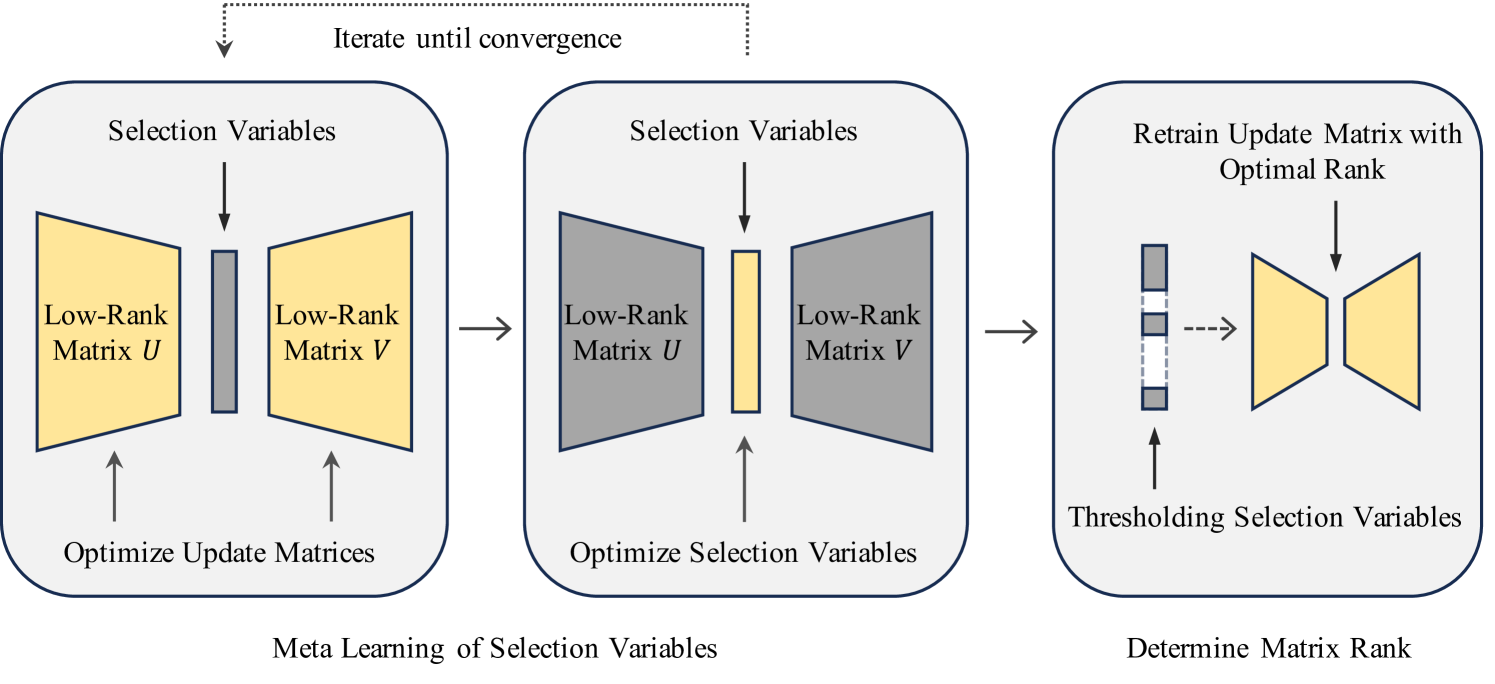 Iterate until convergence
Selection Variables
Low-Rank
Matrix U
Low-Rank
Matrix V
Optimize Update Matrices
Selection Variables
Low-Rank
Matrix U
Low-Rank
Matrix V
Optimize Selection Variables
Retrain Update Matrix with
Optimal Rank
Thresholding Selection Variables
Meta Learning of Selection Variables
Determine Matrix Rank